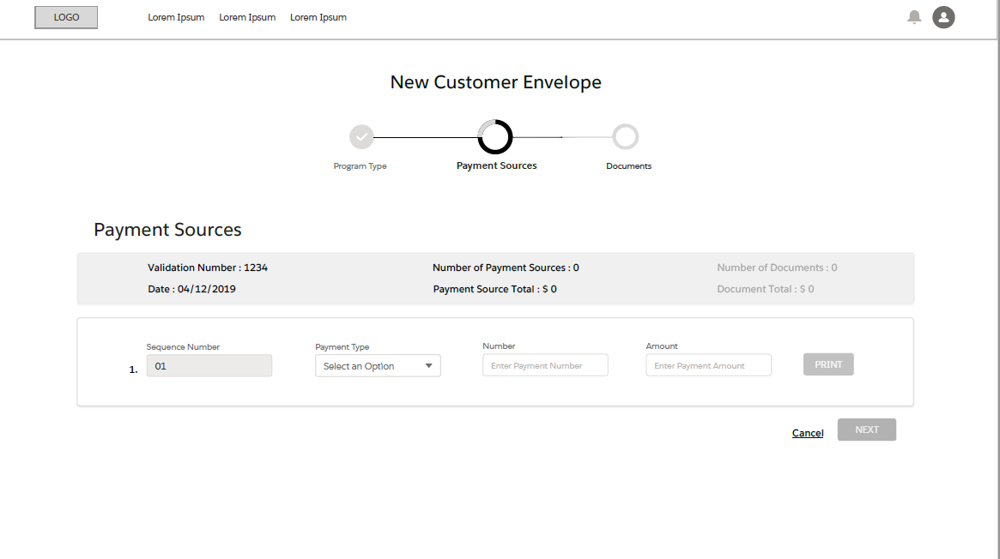 LOGO Lorem Ipsum Lorem Ipsum Lorem Ipsum
New Customer Envelope
Program Type Payment Sources Documents
Payment Sources
Validation Number : 1234 Number of Payment Sources : 0 Number of Documents : 0
Date : 04/12/2019 Payment Source Total : $ 0 Document Total : $ 0
Sequence Number Payment Type Number Amount
1. 01 Select an Option Enter Payment Number Enter Payment Amount PRINT
Cancel NEXT